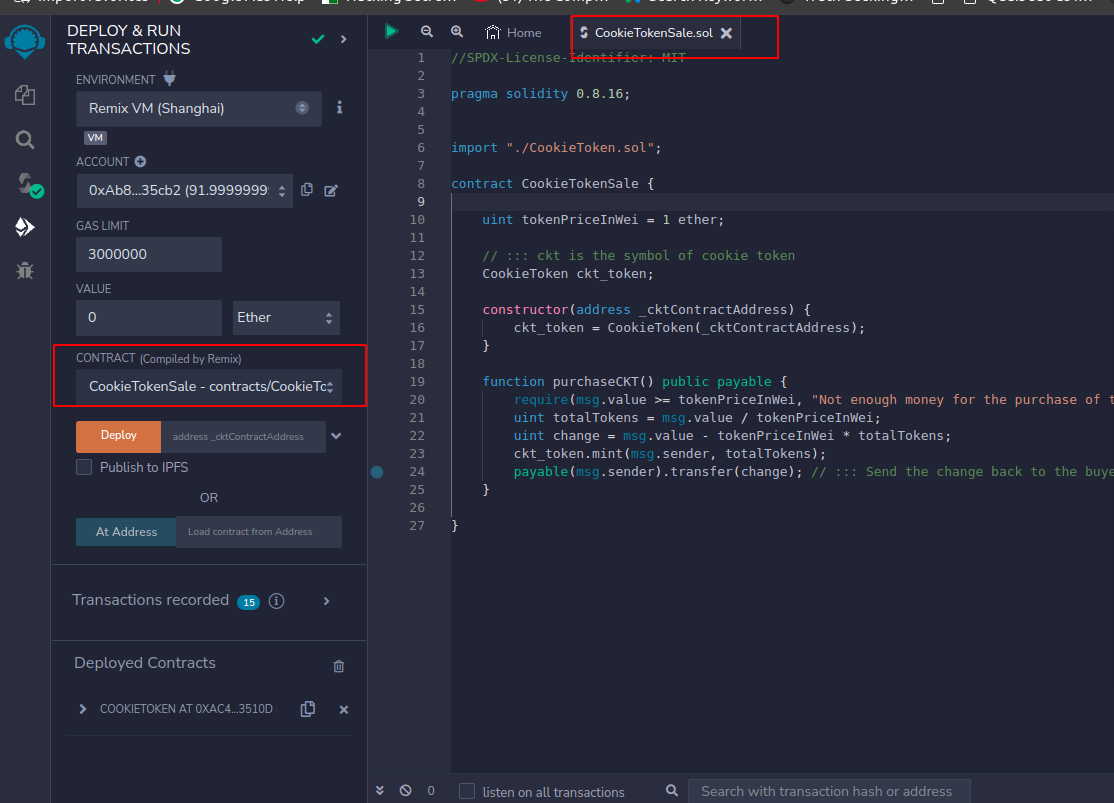 DEPLOY & RUN
TRANSACTIONS
ENVIRONMENT
Remix VM (Shanghai)
VM
ACCOUNT
0xAb8...35cb2 (91.9999999
GAS LIMIT
3000000
VALUE
0
Ether
CONTRACT (Compiled by Remix)
CookieTokenSale - contracts/CookieTo
Deploy
address _cktContractAddress
Publish to IPFS
OR
At Address
Load contract from Address
Transactions recorded 15
Deployed Contracts
COOKIETOKEN AT 0XAC4...3510D
Home
CookieTokenSale.sol
1 //SPDX-License-Identifier: MIT
2
3 pragma solidity 0.8.16;
4
5
6 import "./CookieToken.sol";
7
8 contract CookieTokenSale {
9
10 uint tokenPriceInWei = 1 ether;
11
12 // ::: ckt is the symbol of cookie token
13 CookieToken ckt_token;
14
15 constructor(address _cktContractAddress) {
16 ckt_token = CookieToken(_cktContractAddress);
17 }
18
19 function purchaseCKT() public payable {
20 require(msg.value >= tokenPriceInWei, "Not enough money for the purchase of t
21 uint totalTokens = msg.value / tokenPriceInWei;
22 uint change = msg.value - tokenPriceInWei * totalTokens;
23 ckt_token.mint(msg.sender, totalTokens);
24 payable(msg.sender).transfer(change); // ::: Send the change back to the buye
25 }
26
27 }
0
listen on all transactions
Search with transaction hash or address